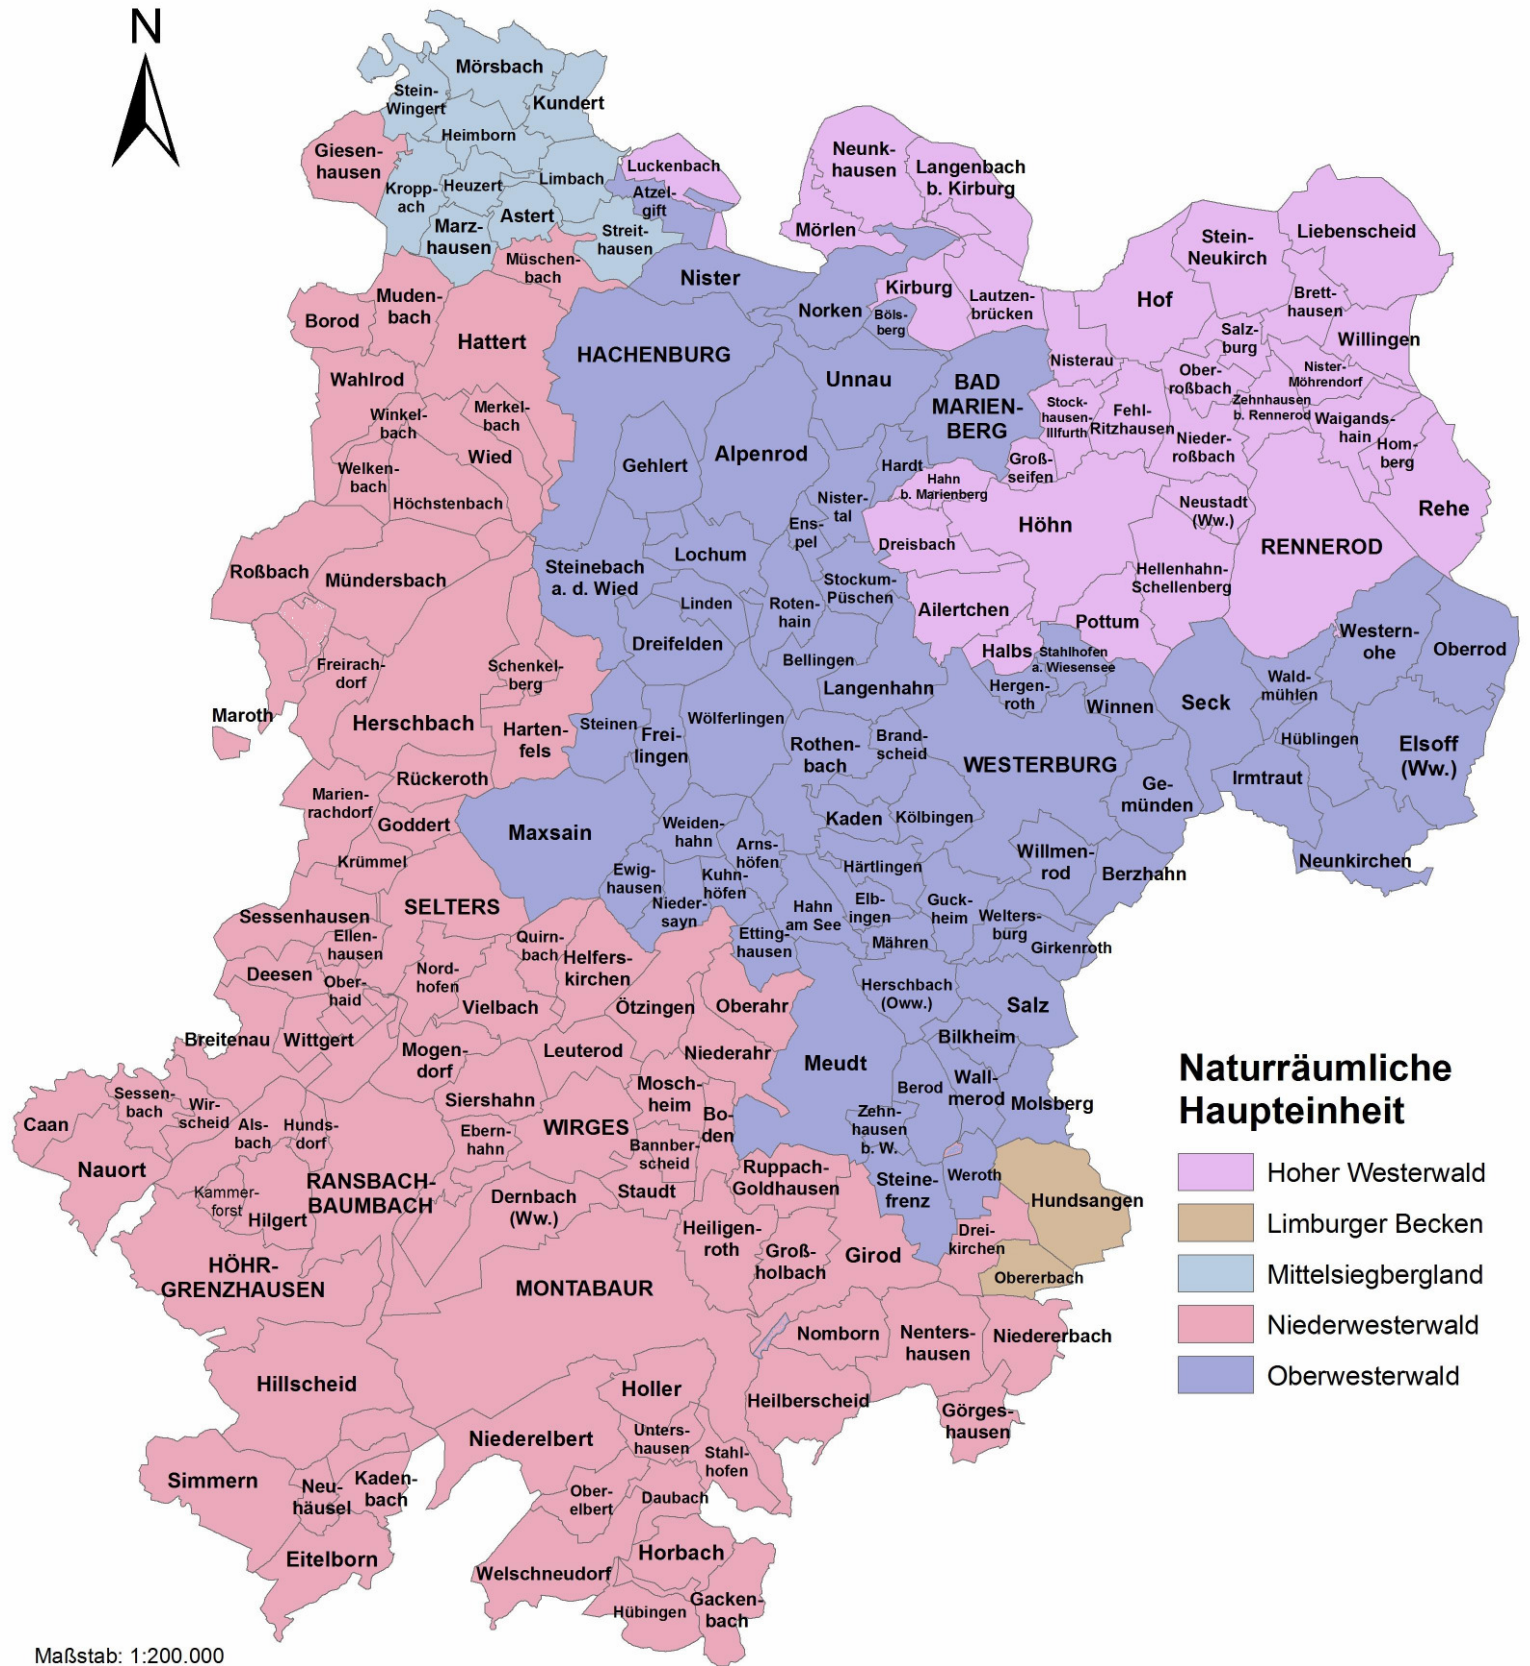 N
Mörsbach
Stein-
Wingert
Kundert
Heimborn
Giesen-
hausen
Kropp-
ach
Heuzert
Limbach
Luckenbach
Atzel-
gift
Astert
Marz-
hausen
Streit-
hausen
Müschen-
bach
Neunk-
hausen
Langenbach
b. Kirburg
Mörlen
Nister
Kirburg
Lautzen-
brücken
Norken
Böls-
berg
Hof
Stein-
Neukirch
Liebenscheid
Brett-
hausen
Willingen
Salz-
burg
Nister-
Möhrendorf
Nisterau
Ober-
roßbach
Zehnhausen
b. Rennerod
Waigands-
hain
Hom-
berg
Stock-
hausen-
Illfurth
Fehl-
Ritzhausen
Nieder-
roßbach
Rehe
Borod
Muden-
bach
Hattert
HACHENBURG
Unnau
BAD
MARIEN-
BERG
Wahlrod
Winkel-
bach
Merkel-
bach
Wied
Welken-
bach
Höchstenbach
Gehlert
Alpenrod
Hardt
Groß-
seifen
Hahn
b. Marienberg
Nister-
tal
Ens-
pel
Höhn
Neustadt
(Ww.)
RENNEROD
Dreisbach
Roßbach
Mündersbach
Steinebach
a. d. Wied
Lochum
Stockum-
Püschen
Hellenhahn-
Schellenberg
Linden
Roten-
hain
Ailertchen
Pottum
Dreifelden
Halbs
Stahlhofen
a. Wiesensee
Western-
ohe
Oberrod
Freirach-
dorf
Schenkel-
berg
Bellingen
Langenhahn
Hergen-
roth
Winnen
Seck
Wald-
mühlen
Maroth
Herschbach
Harten-
fels
Steinen
Frei-
lingen
Wölferlingen
Rothen-
bach
Brand-
scheid
WESTERBURG
Hüblingen
Elsoff
(Ww.)
Rückeroth
Ge-
münden
Irmtraut
Marien-
rachdorf
Goddert
Maxsain
Weiden-
hahn
Kaden
Kölbingen
Arns-
höfen
Krümmel
Härtlingen
Willmen-
rod
Berzhahn
Neunkirchen
Ewig-
hausen
Kuhn-
höfen
Nieder-
sayn
Sessenhausen
SELTERS
Hahn
am See
Elb-
ingen
Guck-
heim
Welters-
burg
Girkenroth
Etting-
hausen
Mähren
Ellen-
hausen
Quirn-
bach
Helfers-
kirchen
Deesen
Ober-
haid
Nord-
hofen
Vielbach
Ötzingen
Oberahr
Herschbach
(Oww.)
Salz
Breitenau
Wittgert
Mogen-
dorf
Leuterod
Niederahr
Meudt
Bilkheim
Naturräumliche
Haupteinheit
Caan
Sessen-
bach
Wir-
scheid
Siershahn
Mosch-
heim
Bo-
den
Berod
Wall-
merod
Molsberg
Als-
bach
Hunds-
dorf
Ebern-
hahn
WIRGES
Bannber-
scheid
Zehn-
hausen
b. W.
Nauort
Kammer-
forst
Hilgert
RANSBACH-
BAUMBACH
Dernbach
(Ww.)
Staudt
Ruppach-
Goldhausen
Steine-
frenz
Weroth
Hundsangen
Hoher Westerwald
Limburger Becken
Mittelsiegbergland
Niederwesterwald
Oberwesterwald
Heiligen-
roth
Groß-
holbach
Girod
Drei-
kirchen
Obererbach
HÖHR-
GRENZHAUSEN
MONTABAUR
Nomborn
Nenters-
hausen
Niedererbach
Hillscheid
Holler
Heilberscheid
Görges-
hausen
Niederelbert
Unters-
hausen
Stahl-
hofen
Simmern
Neu-
häusel
Kaden-
bach
Ober-
elbert
Daubach
Eitelborn
Welschneudorf
Horbach
Hübingen
Gacken-
bach
Maßstab: 1:200.000